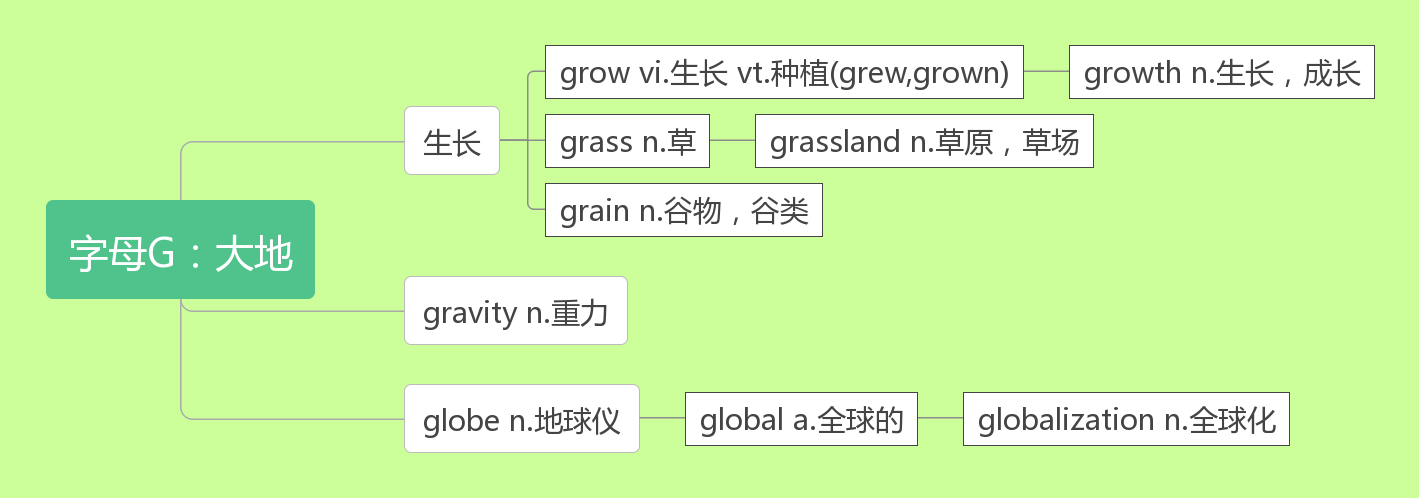 字母G：大地
生长
grow vi.生长 vt.种植(grew,grown)
growth n.生长，成长
grass n.草
grassland n.草原，草场
grain n.谷物，谷类
gravity n.重力
globe n.地球仪
global a.全球的
globalization n.全球化